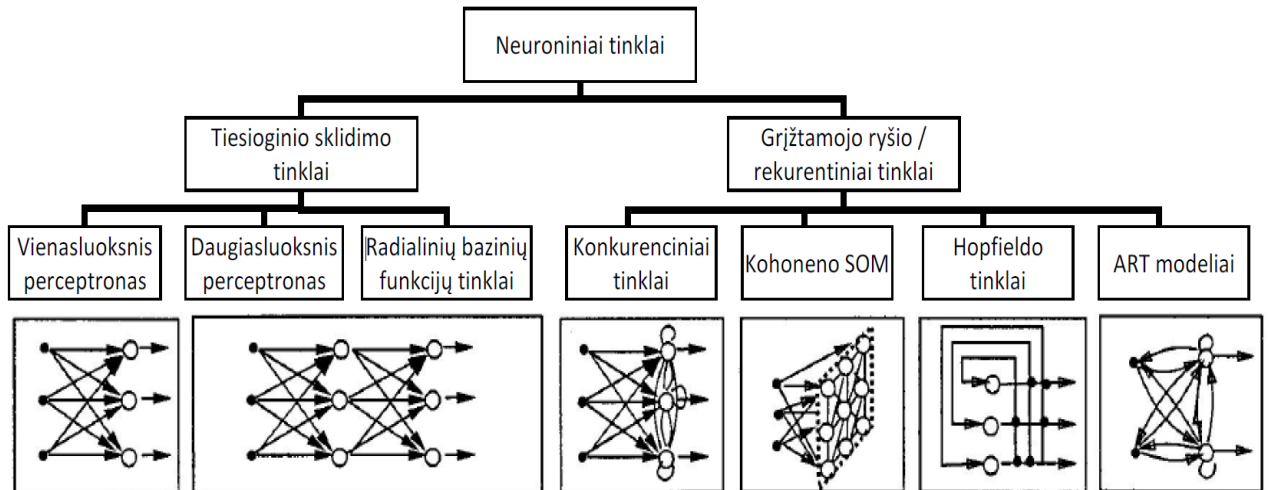 Neuroniniai tinklai
Tiesioginio sklidimo
tinklai
Grįžtamojo ryšio /
rekurentiniai tinklai
Vienasluoksnis
perceptronas
Daugiasluoksnis
perceptronas
Radialinių bazinių
funkcijų tinklai
Konkurenciniai
tinklai
Kohoneno SOM
Hopfieldo
tinklai
ART modeliai